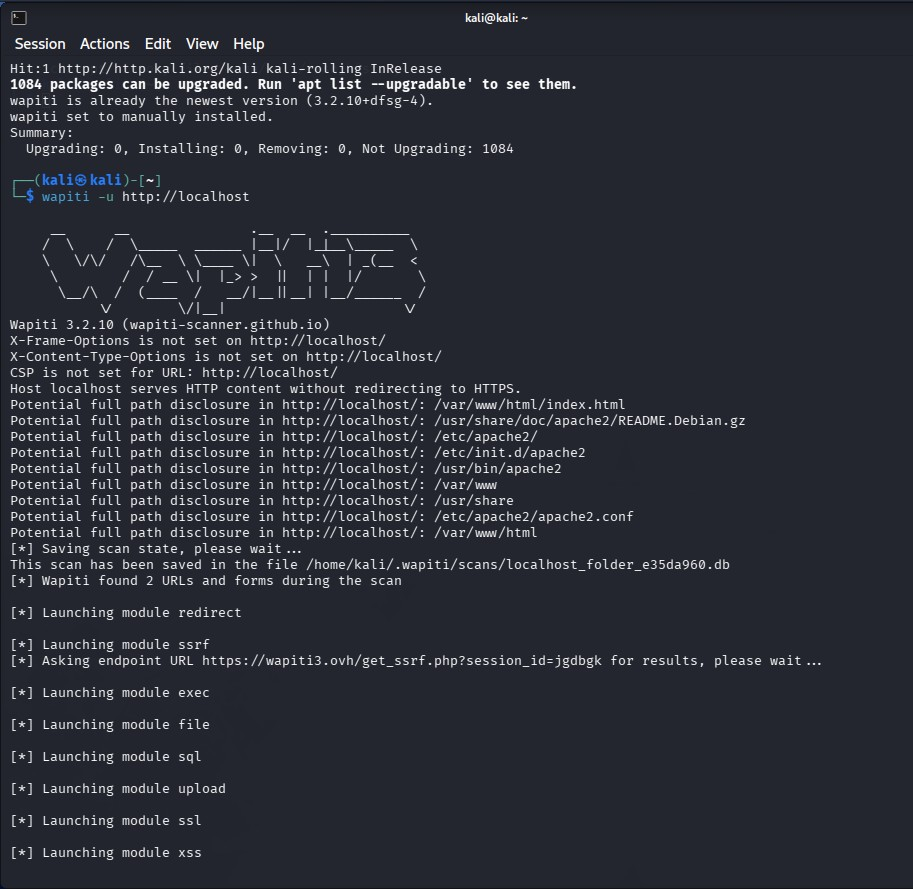 kali@kali: ~
Session Actions Edit View Help
Hit:1 http://http.kali.org/kali kali-rolling InRelease
1084 packages can be upgraded. Run 'apt list --upgradable' to see them.
wapiti is already the newest version (3.2.10+dfsg-4).
wapiti set to manually installed.
Summary:
  Upgrading: 0, Installing: 0, Removing: 0, Not Upgrading: 1084
┌──(kali㉿kali)-[~]
└─$ wapiti -u http://localhost
Wapiti3
Wapiti 3.2.10 (wapiti-scanner.github.io)
X-Frame-Options is not set on http://localhost/
X-Content-Type-Options is not set on http://localhost/
CSP is not set for URL: http://localhost/
Host localhost serves HTTP content without redirecting to HTTPS.
Potential full path disclosure in http://localhost/: /var/www/html/index.html
Potential full path disclosure in http://localhost/: /usr/share/doc/apache2/README.Debian.gz
Potential full path disclosure in http://localhost/: /etc/apache2/
Potential full path disclosure in http://localhost/: /etc/init.d/apache2
Potential full path disclosure in http://localhost/: /usr/bin/apache2
Potential full path disclosure in http://localhost/: /var/www
Potential full path disclosure in http://localhost/: /usr/share
Potential full path disclosure in http://localhost/: /etc/apache2/apache2.conf
Potential full path disclosure in http://localhost/: /var/www/html
[*] Saving scan state, please wait...
This scan has been saved in the file /home/kali/.wapiti/scans/localhost_folder_e35da960.db
[*] Wapiti found 2 URLs and forms during the scan
[*] Launching module redirect
[*] Launching module ssrf
[*] Asking endpoint URL https://wapiti3.ovh/get_ssrf.php?session_id=jgdbgk for results, please wait...
[*] Launching module exec
[*] Launching module file
[*] Launching module sql
[*] Launching module upload
[*] Launching module ssl
[*] Launching module xss